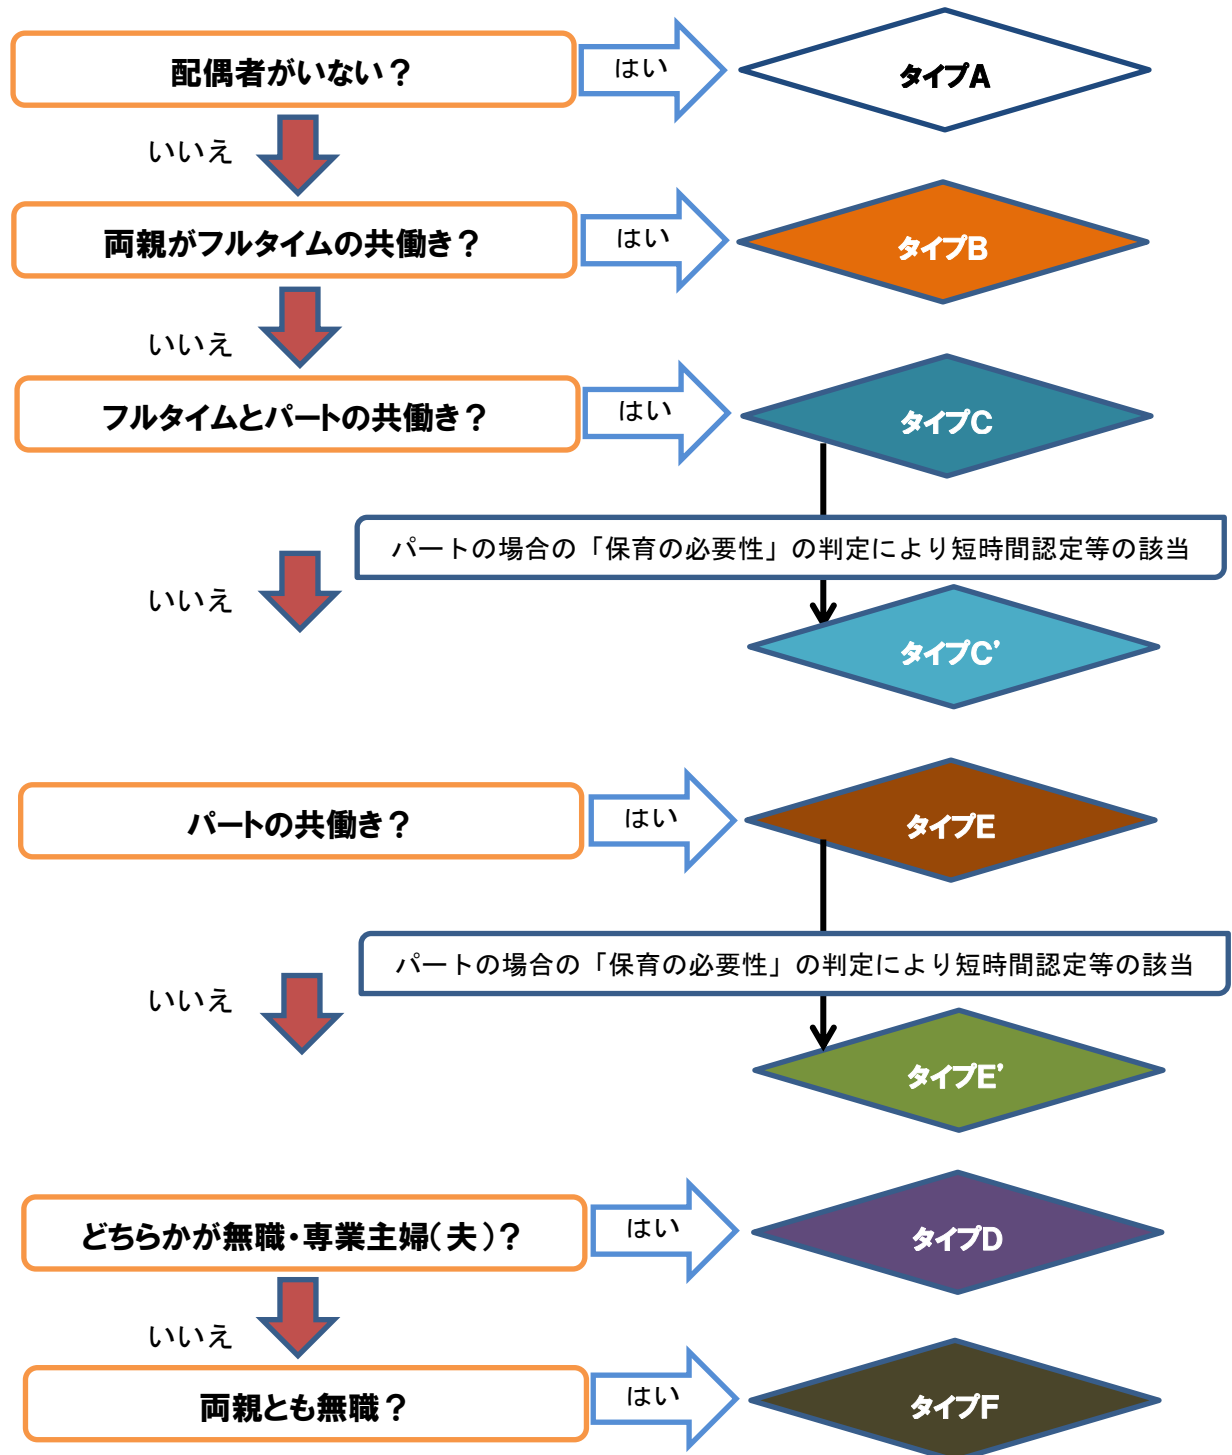 配偶者がいない？
はい
タイプA
いいえ
両親がフルタイムの共働き？
はい
タイプB
いいえ
フルタイムとパートの共働き？
はい
タイプC
パートの場合の「保育の必要性」の判定により短時間認定等の該当
いいえ
タイプC'
パートの共働き？
はい
タイプE
パートの場合の「保育の必要性」の判定により短時間認定等の該当
いいえ
タイプE'
どちらかが無職・専業主婦(夫)？
はい
タイプD
いいえ
両親とも無職？
はい
タイプF